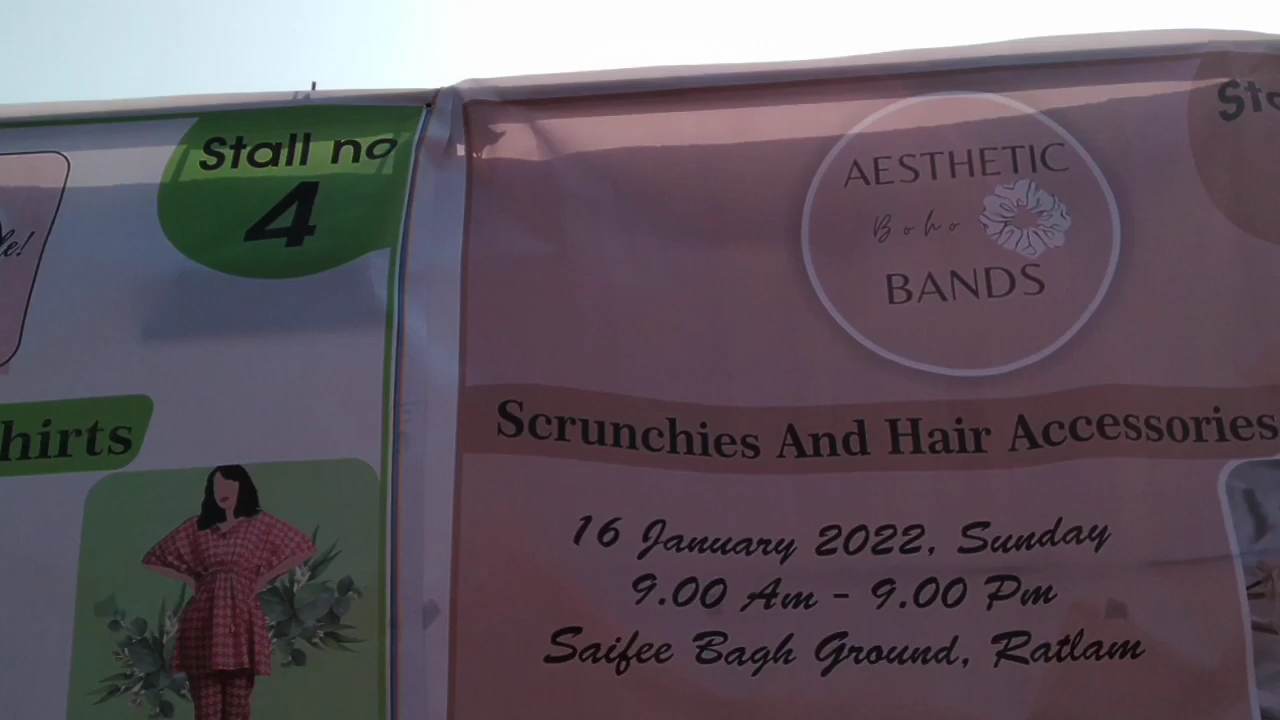 Stall no
4
hirts
AESTHETIC
Boho
BANDS
Scrunchies And Hair Accessories
16 January 2022, Sunday
9.00 Am - 9.00 Pm
Saifee Bagh Ground, Ratlam